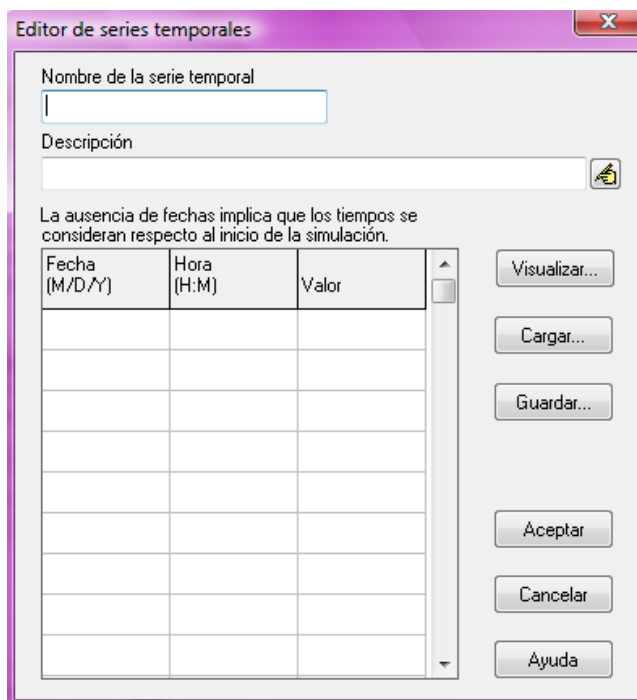 Editor de series temporales
Nombre de la serie temporal
Descripción
La ausencia de fechas implica que los tiempos se
consideran respecto al inicio de la simulación.
Fecha
(M/D/Y)
Hora
(H:M)
Valor
Visualizar...
Cargar...
Guardar...
Aceptar
Cancelar
Ayuda